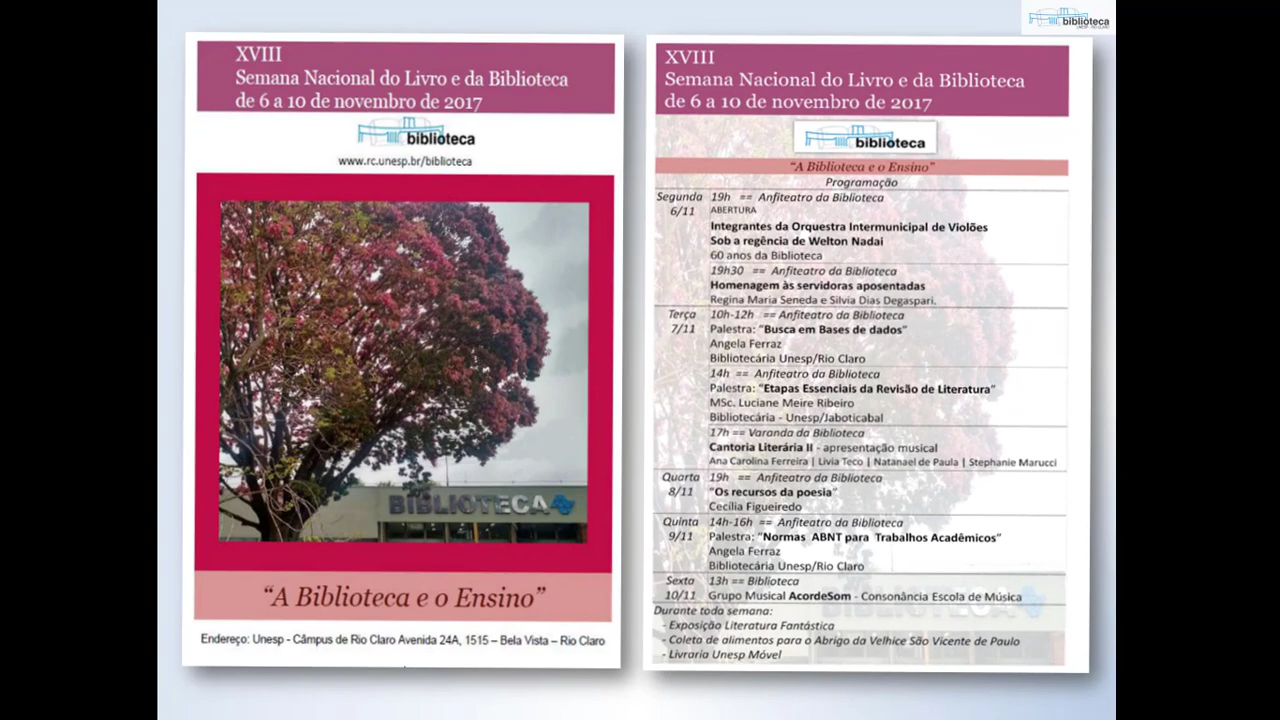 biblioteca
UNESP - RIO CLARO
XVIII
Semana Nacional do Livro e da Biblioteca
de 6 a 10 de novembro de 2017
biblioteca
www.rc.unesp.br/biblioteca
BIBLIOTECA
“A Biblioteca e o Ensino”
Endereço: Unesp - Câmpus de Rio Claro Avenida 24A, 1515 – Bela Vista – Rio Claro
XVIII
Semana Nacional do Livro e da Biblioteca
de 6 a 10 de novembro de 2017
biblioteca
“A Biblioteca e o Ensino”
Programação
Segunda 19h == Anfiteatro da Biblioteca
6/11 ABERTURA
Integrantes da Orquestra Intermunicipal de Violões
Sob a regência de Welton Nadai
60 anos da Biblioteca
19h30 == Anfiteatro da Biblioteca
Homenagem às servidoras aposentadas
Regina Maria Seneda e Silvia Dias Degaspari.
Terça 10h-12h == Anfiteatro da Biblioteca
7/11 Palestra: “Busca em Bases de dados”
Angela Ferraz
Bibliotecária Unesp/Rio Claro
14h == Anfiteatro da Biblioteca
Palestra: “Etapas Essenciais da Revisão de Literatura”
MSc. Luciane Meire Ribeiro
Bibliotecária - Unesp/Jaboticabal
17h == Varanda da Biblioteca
Cantoria Literária II - apresentação musical
Ana Carolina Ferreira | Livia Teco | Natanael de Paula | Stephanie Marucci
Quarta 19h == Anfiteatro da Biblioteca
8/11 “Os recursos da poesia”
Cecília Figueiredo
Quinta 14h-16h == Anfiteatro da Biblioteca
9/11 Palestra: “Normas ABNT para Trabalhos Acadêmicos”
Angela Ferraz
Bibliotecária Unesp/Rio Claro
Sexta 13h == Biblioteca
10/11 Grupo Musical AcordeSom - Consonância Escola de Música
Durante toda semana:
- Exposição Literatura Fantástica
- Coleta de alimentos para o Abrigo da Velhice São Vicente de Paulo
- Livraria Unesp Móvel